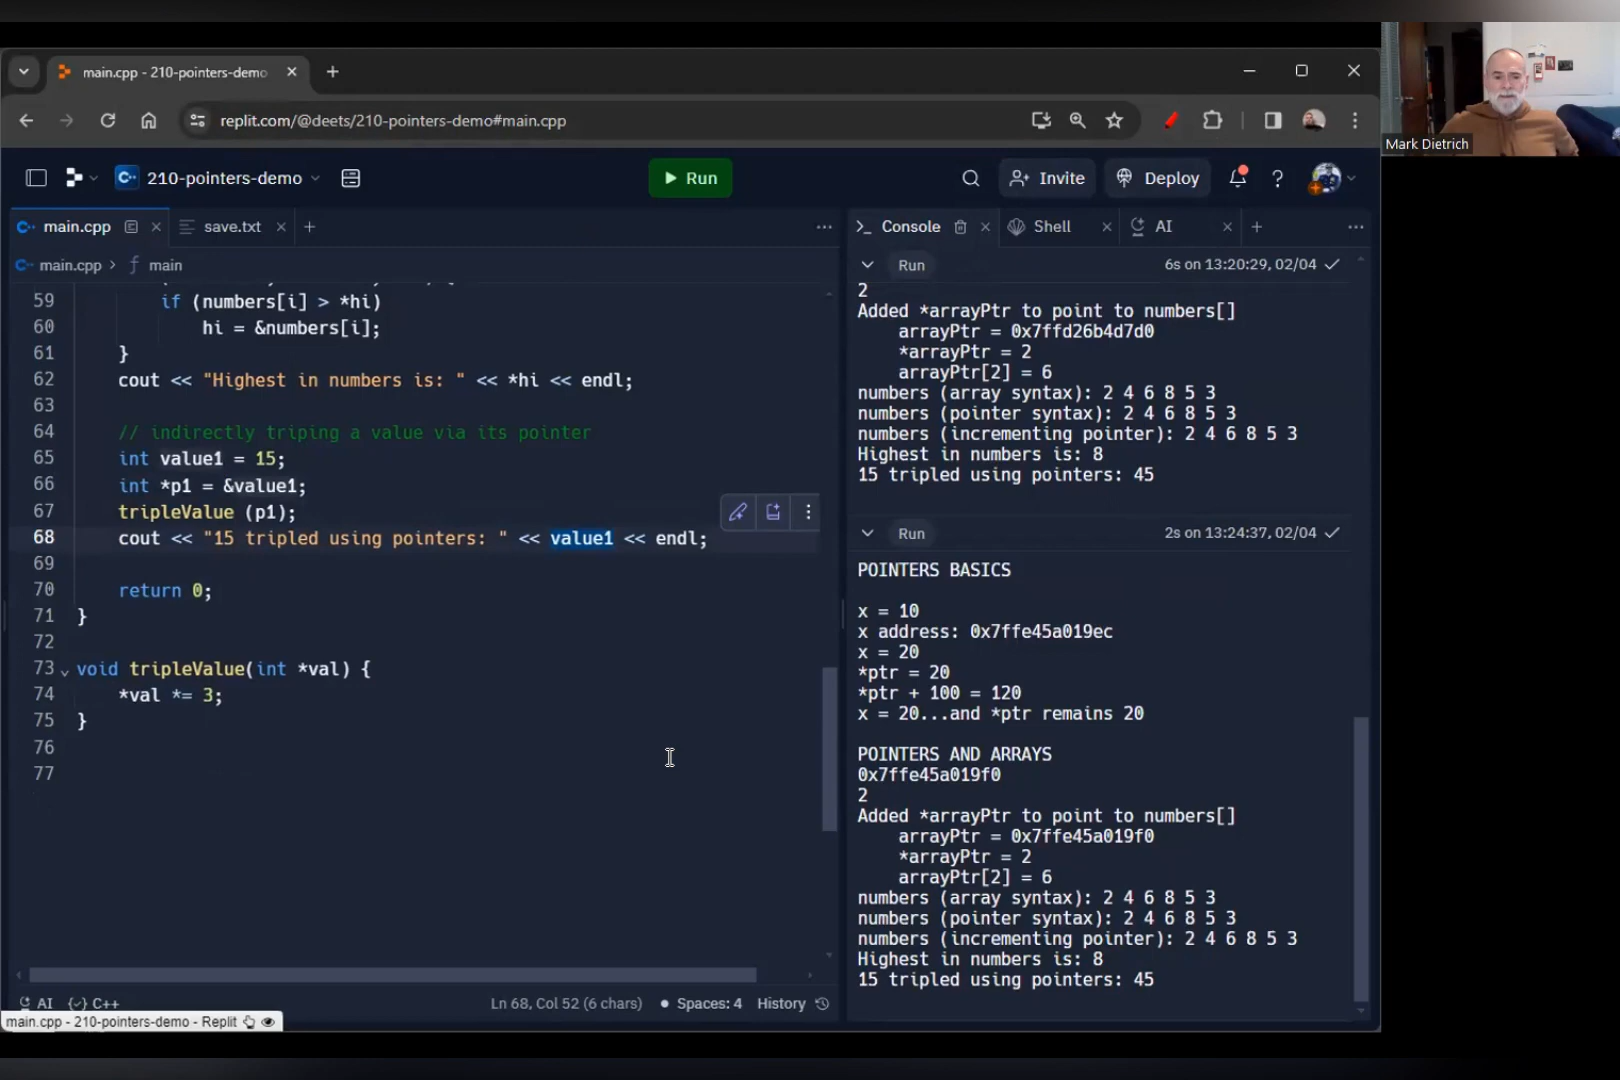 main.cpp - 210-pointers-demo
replit.com/@deets/210-pointers-demo#main.cpp
Mark Dietrich
210-pointers-demo
Run
Invite
Deploy
main.cpp
save.txt
Console
Shell
AI
main.cpp > main
59 if (numbers[i] > *hi)
60 hi = &numbers[i];
61 }
62 cout << "Highest in numbers is: " << *hi << endl;
63
64 // indirectly triping a value via its pointer
65 int value1 = 15;
66 int *p1 = &value1;
67 tripleValue (p1);
68 cout << "15 tripled using pointers: " << value1 << endl;
69
70 return 0;
71 }
72
73 void tripleValue(int *val) {
74 *val *= 3;
75 }
76
77
AI {✓} C++
Ln 68, Col 52 (6 chars)
Spaces: 4
History
main.cpp - 210-pointers-demo - Replit
Run 6s on 13:20:29, 02/04
2
Added *arrayPtr to point to numbers[]
arrayPtr = 0x7ffd26b4d7d0
*arrayPtr = 2
arrayPtr[2] = 6
numbers (array syntax): 2 4 6 8 5 3
numbers (pointer syntax): 2 4 6 8 5 3
numbers (incrementing pointer): 2 4 6 8 5 3
Highest in numbers is: 8
15 tripled using pointers: 45
Run 2s on 13:24:37, 02/04
POINTERS BASICS
x = 10
x address: 0x7ffe45a019ec
x = 20
*ptr = 20
*ptr + 100 = 120
x = 20...and *ptr remains 20
POINTERS AND ARRAYS
0x7ffe45a019f0
2
Added *arrayPtr to point to numbers[]
arrayPtr = 0x7ffe45a019f0
*arrayPtr = 2
arrayPtr[2] = 6
numbers (array syntax): 2 4 6 8 5 3
numbers (pointer syntax): 2 4 6 8 5 3
numbers (incrementing pointer): 2 4 6 8 5 3
Highest in numbers is: 8
15 tripled using pointers: 45